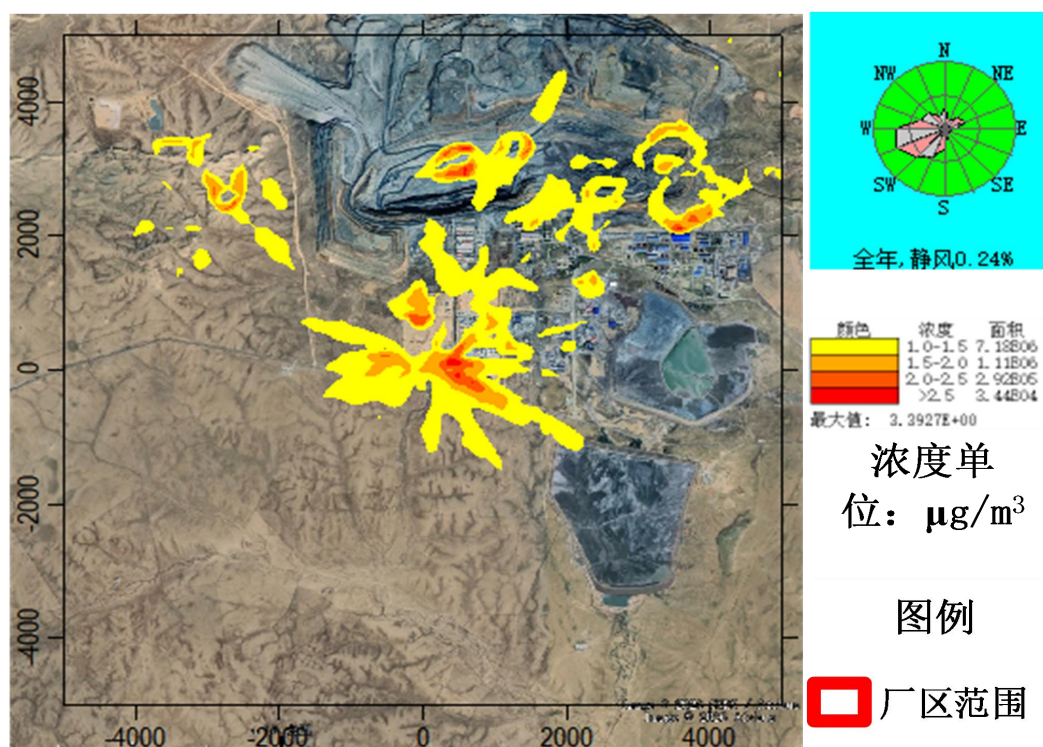 4000
2000
0
-2000
-4000
-4000
-2000
0
2000
4000
N
NW
NE
W
E
SW
SE
S
全年,静风0.24%
颜色 浓度 面积
1.0-1.5 7.18E06
1.5-2.0 1.11E06
2.0-2.5 2.92E05
>2.5 3.44E04
最大值: 3.3927E+00
浓度单
位：μg/m³
图例
厂区范围